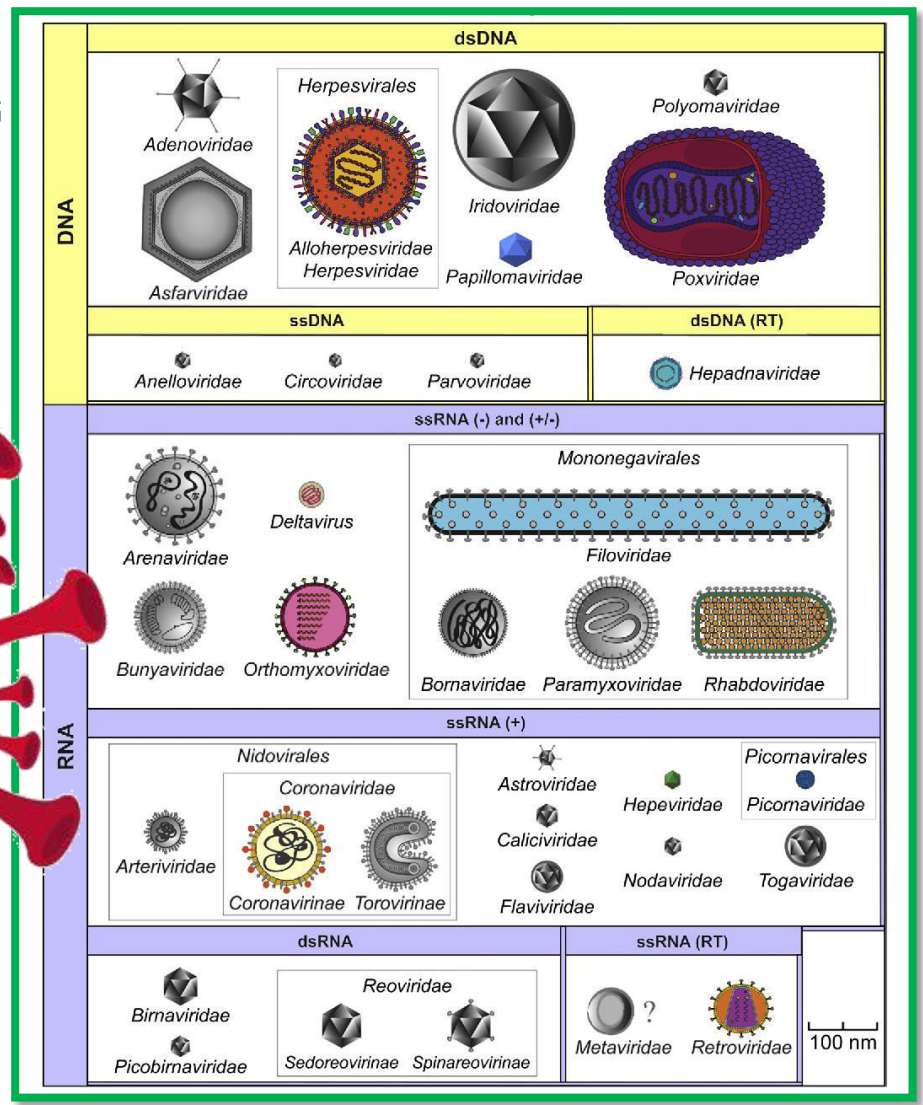 dsDNA
DNA
Adenoviridae
Herpesvirales
Alloherpesviridae
Herpesviridae
Iridoviridae
Polyomaviridae
Asfarviridae
Papillomaviridae
Poxviridae
ssDNA
Anelloviridae
Circoviridae
Parvoviridae
dsDNA (RT)
Hepadnaviridae
RNA
ssRNA (-) and (+/-)
Arenaviridae
Deltavirus
Mononegavirales
Filoviridae
Bunyaviridae
Orthomyxoviridae
Bornaviridae
Paramyxoviridae
Rhabdoviridae
ssRNA (+)
Nidovirales
Coronaviridae
Arteriviridae
Coronavirinae
Torovirinae
Astroviridae
Caliciviridae
Flaviviridae
Hepeviridae
Nodaviridae
Picornavirales
Picornaviridae
Togaviridae
dsRNA
Birnaviridae
Picobirnaviridae
Reoviridae
Sedoreovirinae
Spinareovirinae
ssRNA (RT)
?
Metaviridae
Retroviridae
100 nm